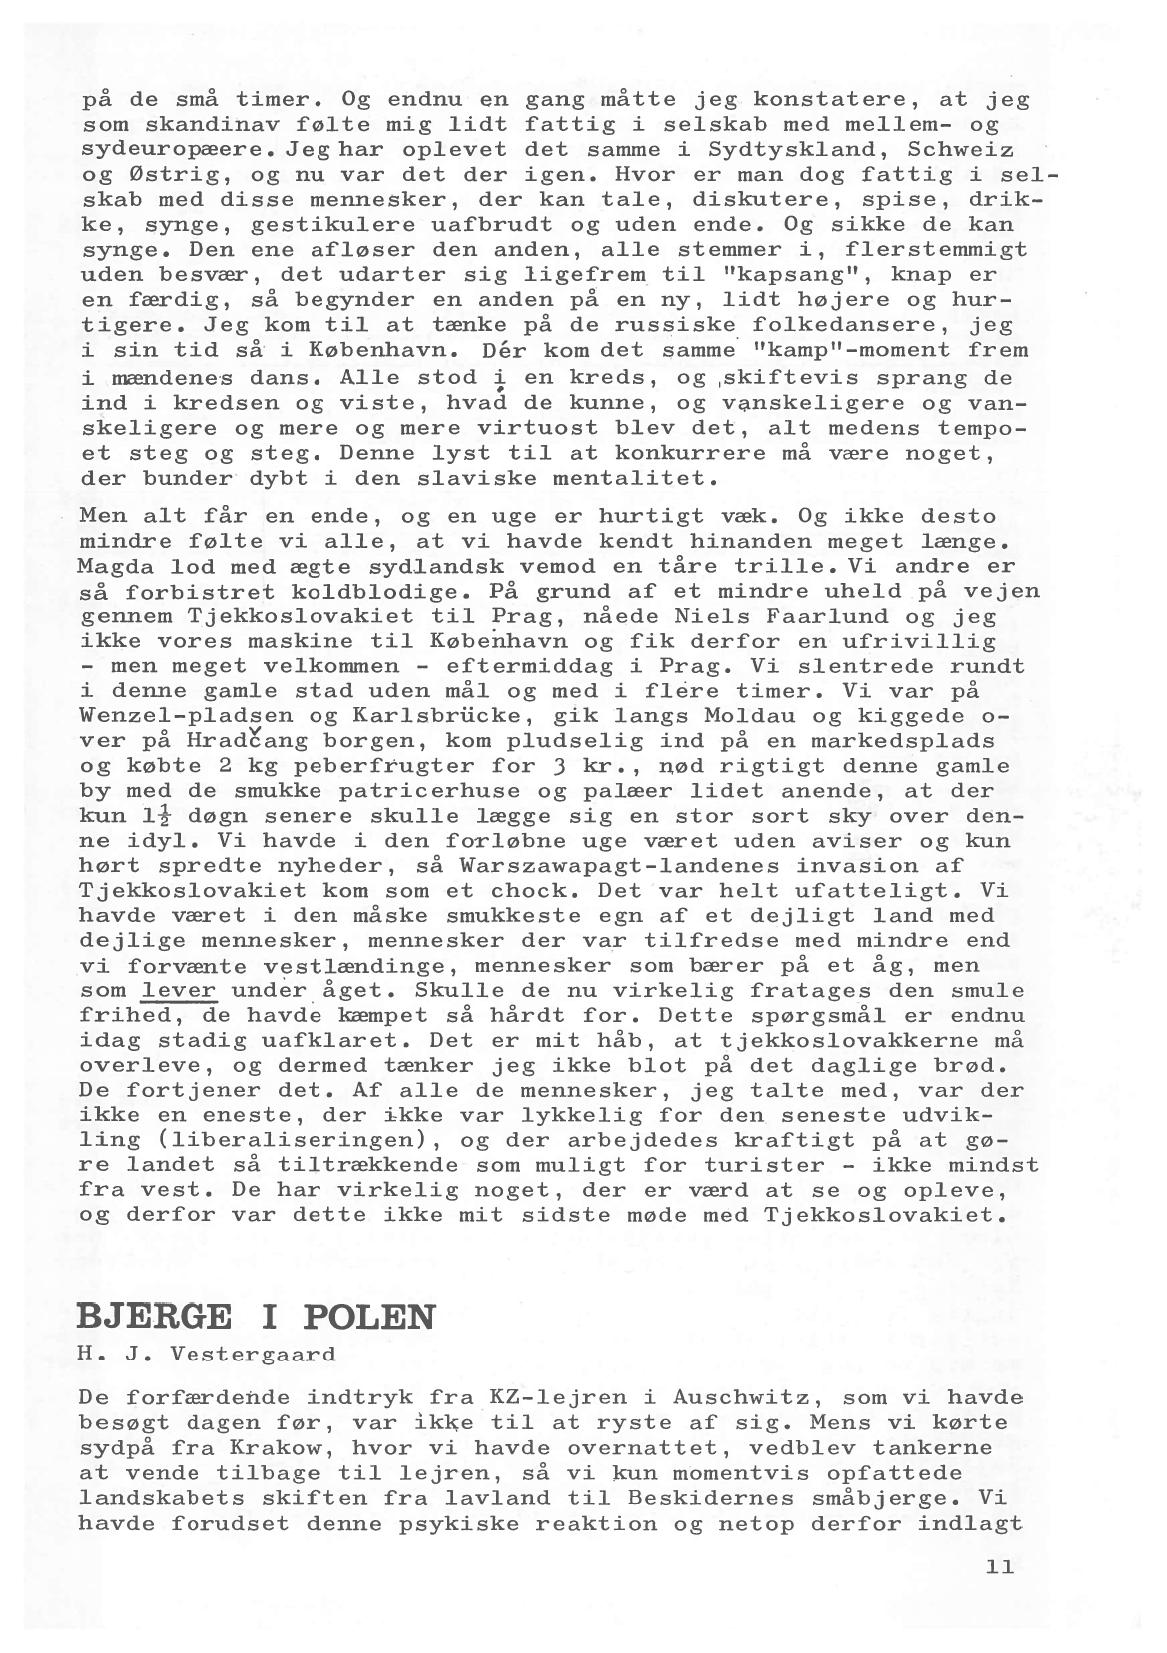 på de små timer. Og endnu en gang måtte jeg konstatere, at jeg
som skandinav følte mig lidt fattig i selskab med mellem- og
sydeuropæere. Jeg har oplevet det samme i Sydtyskland, Schweiz
og Østrig, og nu var det der igen. Hvor er man dog fattig i sel-
skab med disse mennesker, der kan tale, diskutere, spise, drik-
ke, synge, gestikulere uafbrudt og uden ende. Og sikke de kan
synge. Den ene afløser den anden, alle stemmer i, flerstemmigt
uden besvær, det udarter sig ligefrem til "kapsang", knap er
en færdig, så begynder en anden på en ny, lidt højere og hur-
tigere. Jeg kom til at tænke på de russiske folkedansere, jeg
i sin tid så i København. Dér kom det samme "kamp"-moment frem
i mændenes dans. Alle stod i en kreds, og skiftevis sprang de
ind i kredsen og viste, hvad de kunne, og vanskeligere og van-
skeligere og mere og mere virtuost blev det, alt medens tempo-
et steg og steg. Denne lyst til at konkurrere må være noget,
der bunder dybt i den slaviske mentalitet.
Men alt får en ende, og en uge er hurtigt væk. Og ikke desto
mindre følte vi alle, at vi havde kendt hinanden meget længe.
Magda lod med ægte sydlandsk vemod en tåre trille. Vi andre er
så forbistret koldblodige. På grund af et mindre uheld på vejen
gennem Tjekkoslovakiet til Prag, nåede Niels Faarlund og jeg
ikke vores maskine til København og fik derfor en ufrivillig
- men meget velkommen - eftermiddag i Prag. Vi slentrede rundt
i denne gamle stad uden mål og med i flere timer. Vi var på
Wenzel-pladsen og Karlsbrücke, gik langs Moldau og kiggede o-
ver på Hradčang borgen, kom pludselig ind på en markedsplads
og købte 2 kg peberfrugter for 3 kr., nød rigtigt denne gamle
by med de smukke patricerhuse og palæer lidet anende, at der
kun 1½ døgn senere skulle lægge sig en stor sort sky over den-
ne idyl. Vi havde i den forløbne uge været uden aviser og kun
hørt spredte nyheder, så Warszawapagt-landenes invasion af
Tjekkoslovakiet kom som et chock. Det var helt ufatteligt. Vi
havde været i den måske smukkeste egn af et dejligt land med
dejlige mennesker, mennesker der var tilfredse med mindre end
vi forvænte vestlændinge, mennesker som bærer på et åg, men
som lever under åget. Skulle de nu virkelig fratages den smule
frihed, de havde kæmpet så hårdt for. Dette spørgsmål er endnu
idag stadig uafklaret. Det er mit håb, at tjekkoslovakkerne må
overleve, og dermed tænker jeg ikke blot på det daglige brød.
De fortjener det. Af alle de mennesker, jeg talte med, var der
ikke en eneste, der ikke var lykkelig for den seneste udvik-
ling (liberaliseringen), og der arbejdedes kraftigt på at gø-
re landet så tiltrækkende som muligt for turister - ikke mindst
fra vest. De har virkelig noget, der er værd at se og opleve,
og derfor var dette ikke mit sidste møde med Tjekkoslovakiet.
BJERGE I POLEN
H. J. Vestergaard
De forfærdende indtryk fra KZ-lejren i Auschwitz, som vi havde
besøgt dagen før, var ikke til at ryste af sig. Mens vi kørte
sydpå fra Krakow, hvor vi havde overnattet, vedblev tankerne
at vende tilbage til lejren, så vi kun momentvis opfattede
landskabets skiften fra lavland til Beskidernes småbjerge. Vi
havde forudset denne psykiske reaktion og netop derfor indlagt
11